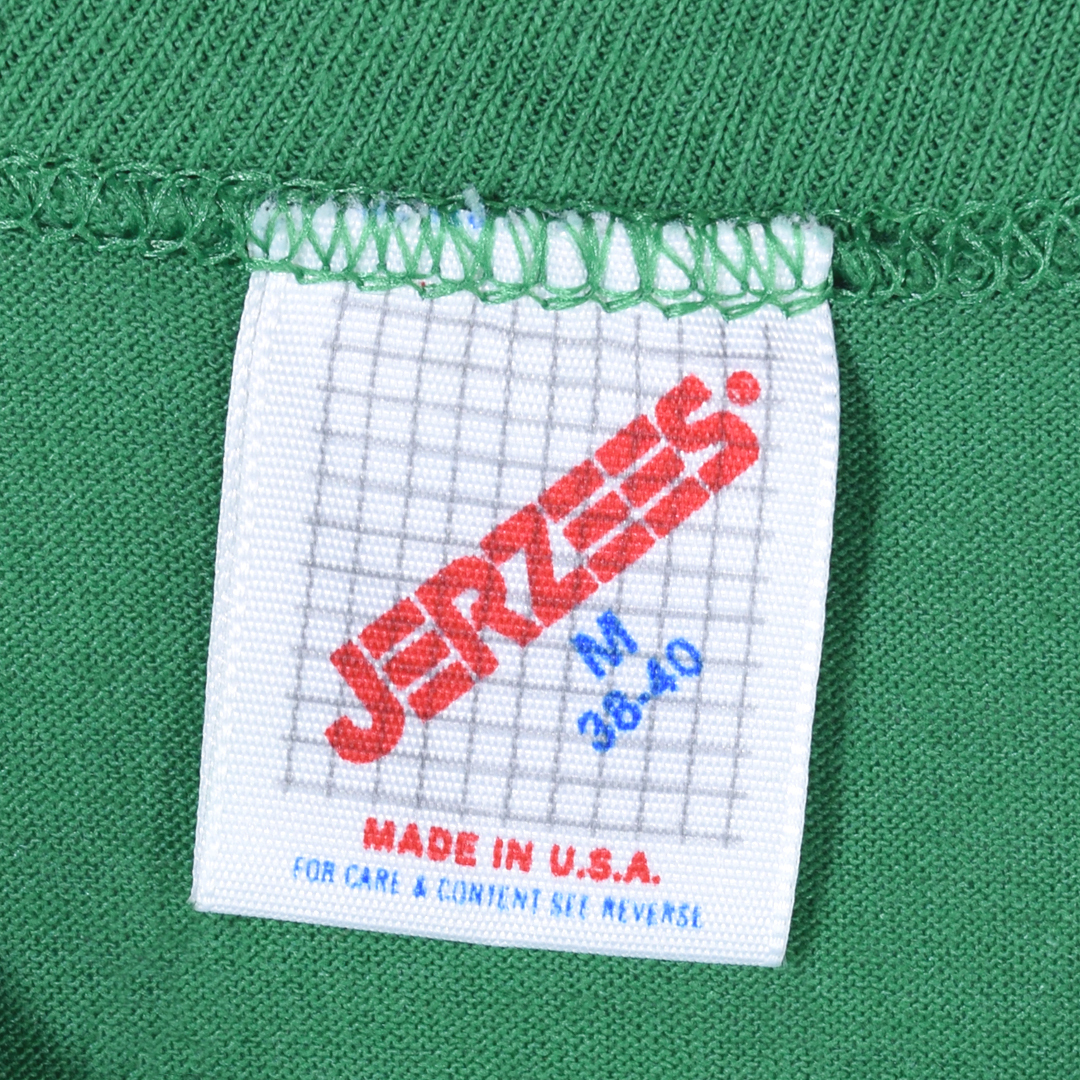 JERZEES
M
38-40
MADE IN U.S.A.
FOR CARE & CONTENT SEE REVERSE